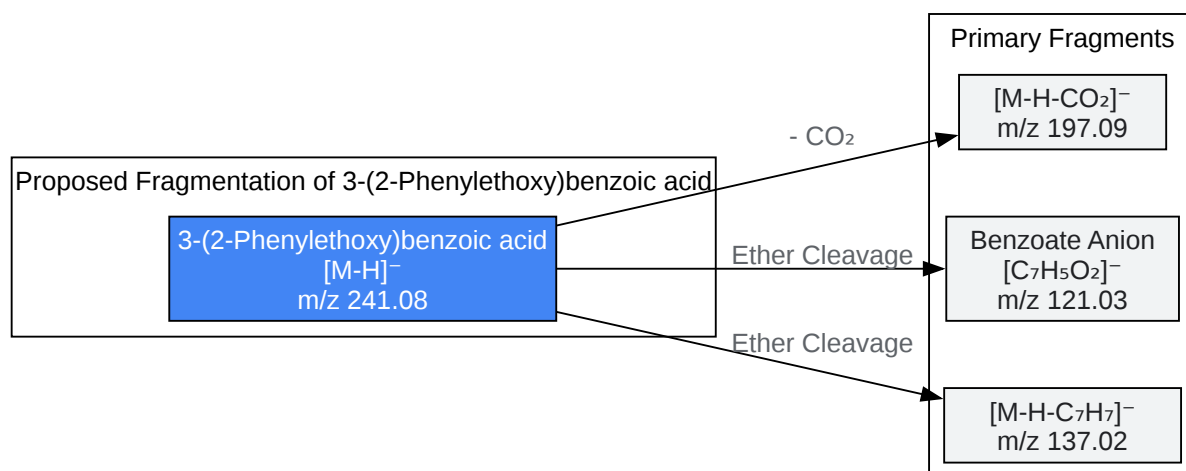 Proposed Fragmentation of 3-(2-Phenylethoxy)benzoic acid
3-(2-Phenylethoxy)benzoic acid
[M-H]⁻
m/z 241.08
- CO₂
Ether Cleavage
Ether Cleavage
Primary Fragments
[M-H-CO₂]⁻
m/z 197.09
Benzoate Anion
[C₇H₅O₂]⁻
m/z 121.03
[M-H-C₇H₇]⁻
m/z 137.02